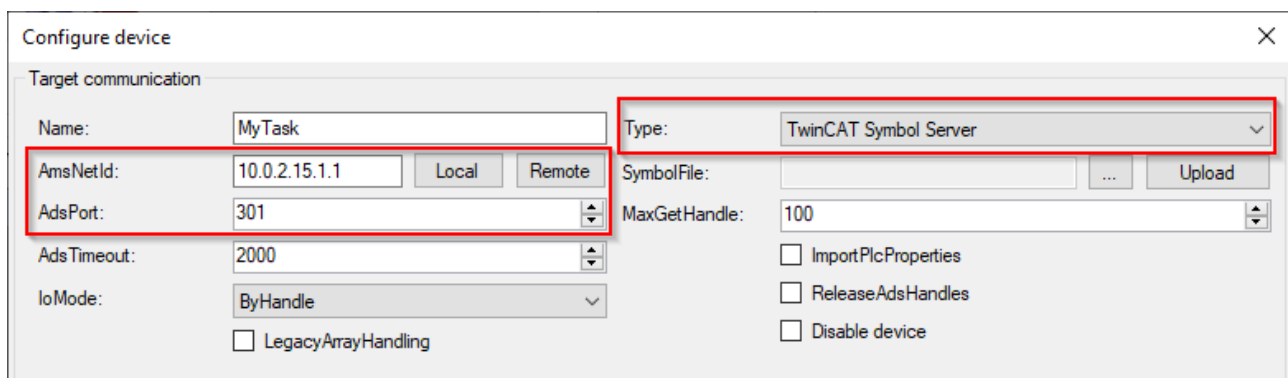 Configure device
Target communication
Name: MyTask
Type: TwinCAT Symbol Server
AmsNetId: 10.0.2.15.1.1 Local Remote
SymbolFile: ... Upload
AdsPort: 301
MaxGetHandle: 100
AdsTimeout: 2000
ImportPlcProperties
IoMode: ByHandle
ReleaseAdsHandles
LegacyArrayHandling
Disable device